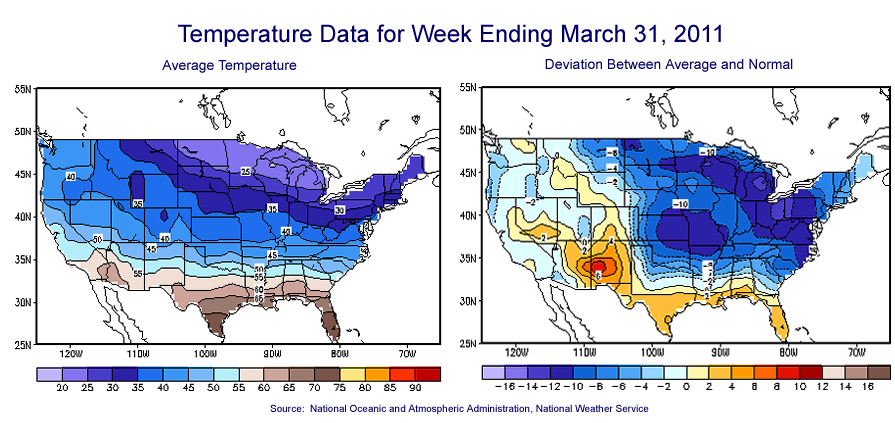 Temperature Data for Week Ending March 31, 2011
Average Temperature
Deviation Between Average and Normal
55N
50N
45N
40N
35N
30N
25N
120W 110W 100W 90W 80W 70W
40
25
35
35
30
40
40
50
45
45
55
50
55
60
65
20 25 30 35 40 45 50 55 60 65 70 75 80 85 90
55N
50N
45N
40N
35N
30N
25N
120W 110W 100W 90W 80W 70W
-8
-10
-4
-2
-2
-10
2
0
2
4
6
2
-16 -14 -12 -10 -8 -6 -4 -2 0 2 4 6 8 10 12 14 16
Source: National Oceanic and Atmospheric Administration, National Weather Service